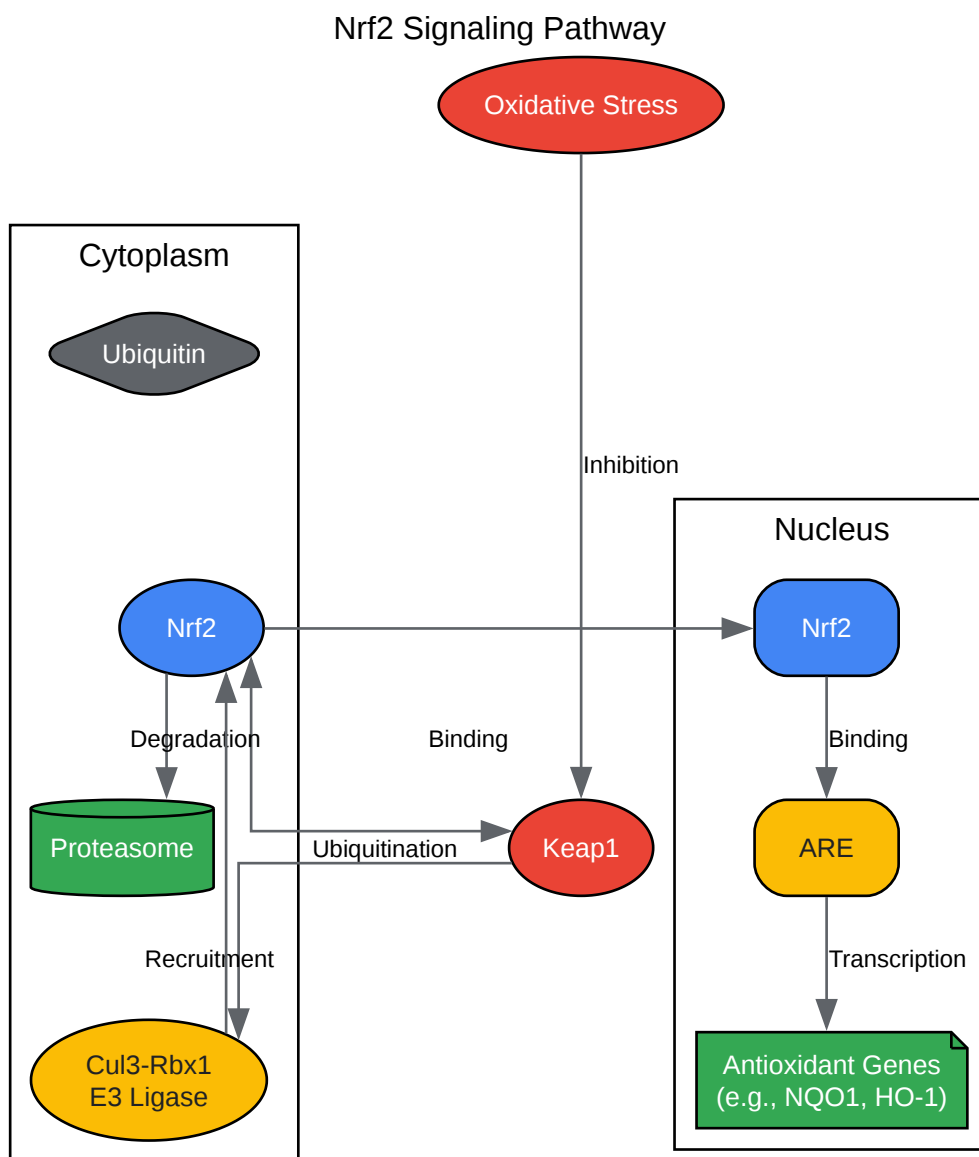 Nrf2 Signaling Pathway
Oxidative Stress
Cytoplasm
Ubiquitin
Inhibition
Nucleus
Nrf2
Nrf2
Degradation
Binding
Binding
Proteasome
Ubiquitination
Keap1
ARE
Recruitment
Transcription
Cul3-Rbx1
E3 Ligase
Antioxidant Genes
(e.g., NQO1, HO-1)